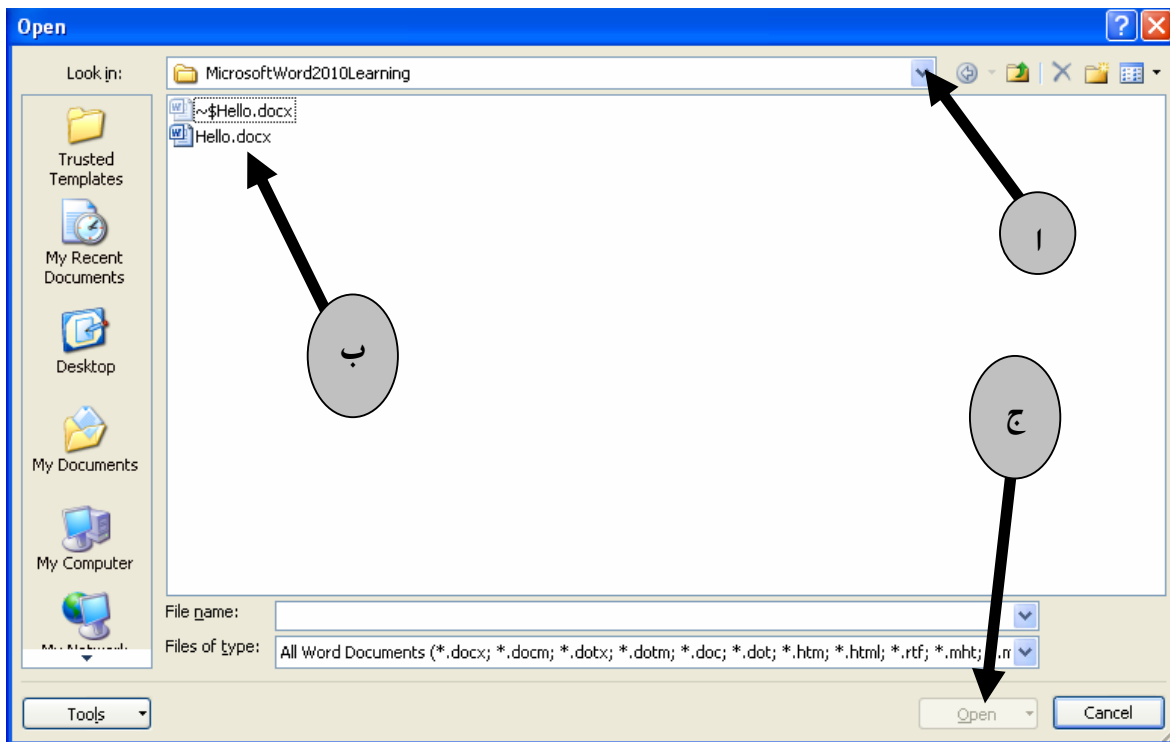 Open
Look in:
MicrosoftWord2010Learning
~$Hello.docx
Hello.docx
Trusted
Templates
My Recent
Documents
Desktop
My Documents
My Computer
ا
ب
ج
File name:
Files of type:
All Word Documents (*.docx; *.docm; *.dotx; *.dotm; *.doc; *.dot; *.htm; *.html; *.rtf; *.mht;
Tools
Open
Cancel